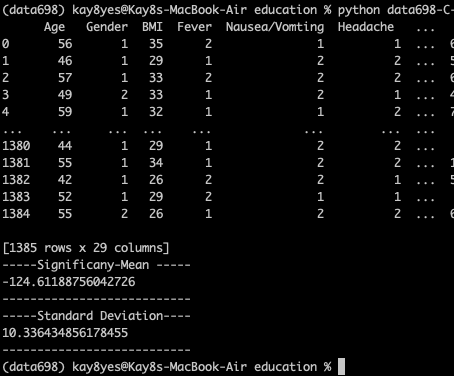 (data698) kay8yes@Kay8s-MacBook-Air education % python data698-C-
Age Gender BMI Fever Nausea/Vomting Headache ...
0 56 1 35 2 1 1 ... 6
1 46 1 29 1 2 2 ... 5
2 57 1 33 2 2 2 ... 6
3 49 2 33 1 2 1 ... 4
4 59 1 32 1 1 2 ... 7
... ... ... ... ... ... ... ...
1380 44 1 29 1 2 2 ...
1381 55 1 34 1 2 2 ... 1
1382 42 1 26 2 2 1 ... 5
1383 52 1 29 2 1 1 ...
1384 55 2 26 1 2 2 ... 6
[1385 rows x 29 columns]
-----Significany-Mean -----
-124.61188756042726
---------------------------
-----Standard Deviation----
10.336434856178455
---------------------------
(data698) kay8yes@Kay8s-MacBook-Air education %